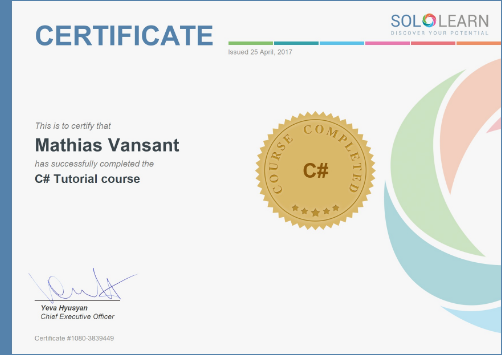 CERTIFICATE
SOLOLEARN
DISCOVER YOUR POTENTIAL
Issued 25 April, 2017
This is to certify that
Mathias Vansant
has successfully completed the
C# Tutorial course
COURSE COMPLETED
C#
Yeva Hyusyan
Chief Executive Officer
Certificate #1080-3839449